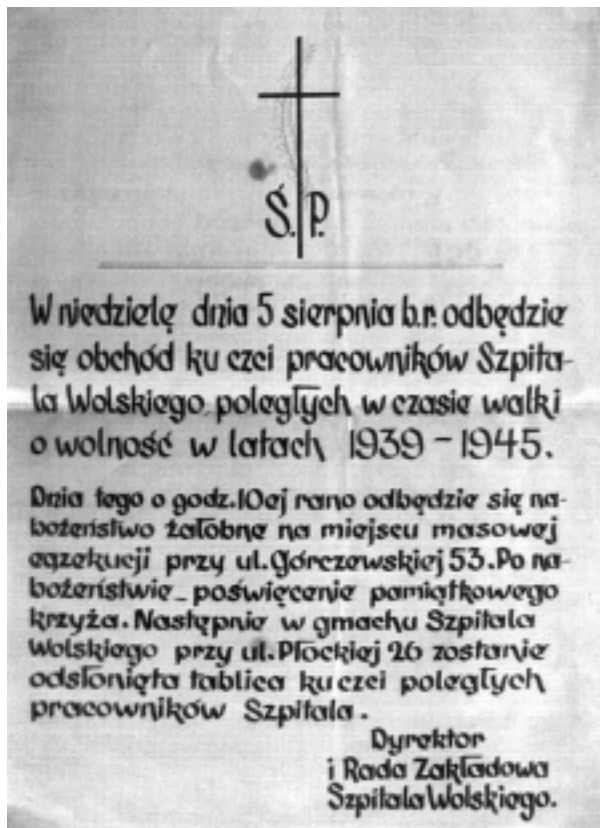 Ś. P.
W niedzielę dnia 5 sierpnia b.r. odbędzie
się obchód ku czci pracowników Szpita-
la Wolskiego poległych w czasie walki
o wolność w latach 1939 - 1945.
Dnia tego o godz. 10ej rano odbędzie się na-
bożeństwo żałobne na miejscu masowej
egzekucji przy ul. Górczewskiej 53. Po na-
bożeństwie - poświęcenie pamiątkowego
krzyża. Następnie w gmachu Szpitala
Wolskiego przy ul. Płockiej 26 zostanie
odsłonięta tablica ku czci poległych
pracowników Szpitala.
Dyrektor
i Rada Zakładowa
Szpitala Wolskiego.